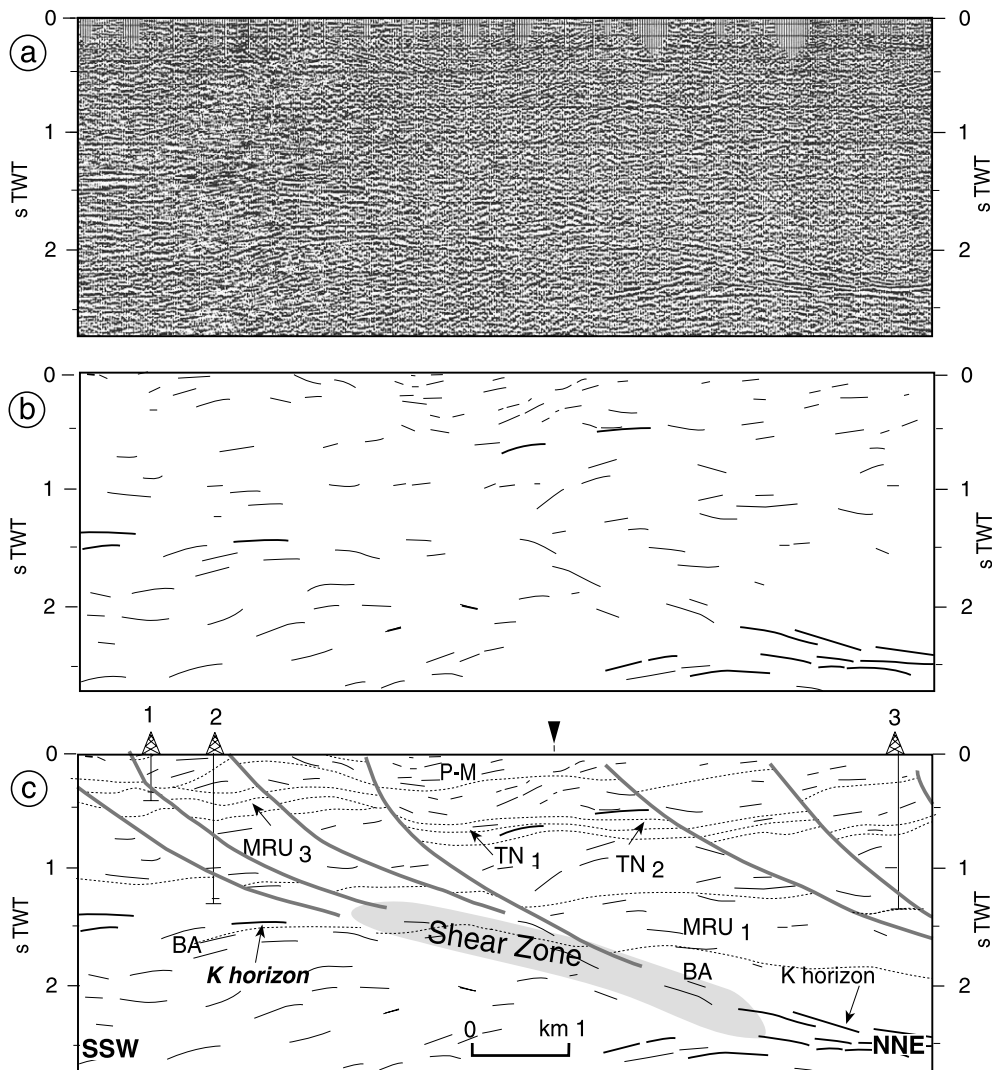 a
0
1
2
s TWT
0
1
2
s TWT
b
0
1
2
s TWT
0
1
2
s TWT
1 2 3
c
0
1
2
s TWT
0
1
2
s TWT
P-M
MRU 3
TN 1
TN 2
MRU 1
BA
Shear Zone
BA
K horizon
K horizon
0 km 1
SSW
NNE